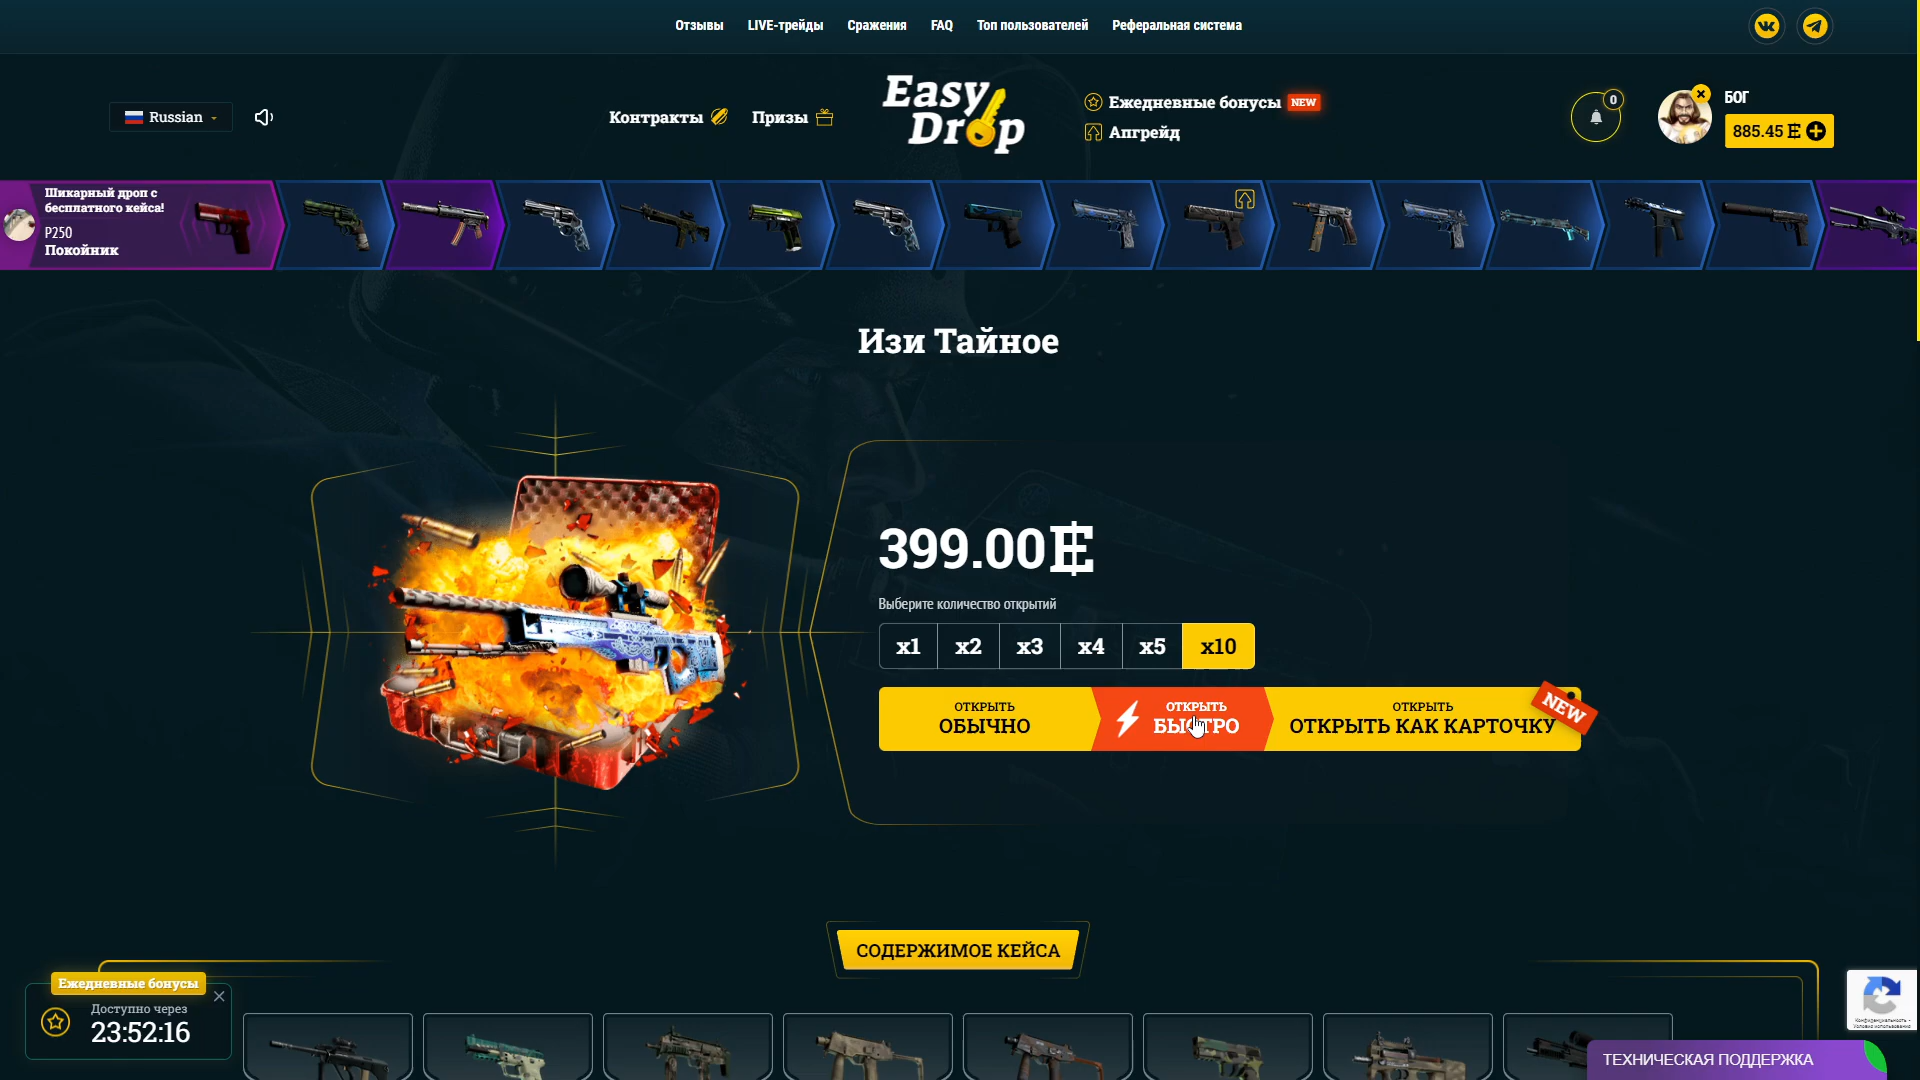 Отзывы LIVE-трейды Сражения FAQ Топ пользователей Реферальная система
Russian
Контракты Призы
Easy Drop
Ежедневные бонусы NEW
Апгрейд
0
БОГ
885.45
Шикарный дроп с
бесплатного кейса!
P250
Покойник
Изи Тайное
399.00
Выберите количество открытий
x1 x2 x3 x4 x5 x10
ОТКРЫТЬ
ОБЫЧНО
ОТКРЫТЬ
БЫСТРО
ОТКРЫТЬ
ОТКРЫТЬ КАК КАРТОЧКУ
NEW
СОДЕРЖИМОЕ КЕЙСА
Ежедневные бонусы
Доступно через
23:52:16
Конфиденциальность -
Условия использования
ТЕХНИЧЕСКАЯ ПОДДЕРЖКА